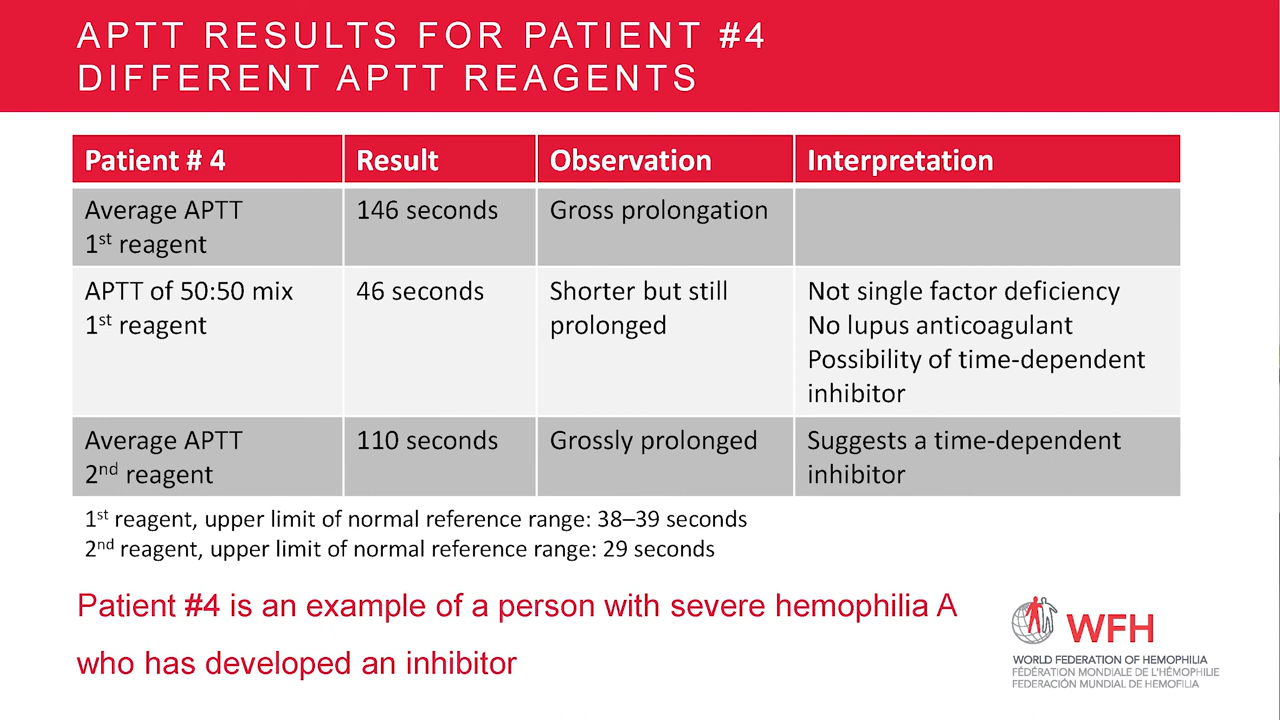 APTT RESULTS FOR PATIENT #4
DIFFERENT APTT REAGENTS
Patient # 4 Result Observation Interpretation
Average APTT 146 seconds Gross prolongation
1st reagent
APTT of 50:50 mix 46 seconds Shorter but still Not single factor deficiency
1st reagent prolonged No lupus anticoagulant
Possibility of time-dependent
inhibitor
Average APTT 110 seconds Grossly prolonged Suggests a time-dependent
2nd reagent inhibitor
1st reagent, upper limit of normal reference range: 38–39 seconds
2nd reagent, upper limit of normal reference range: 29 seconds
Patient #4 is an example of a person with severe hemophilia A
who has developed an inhibitor
WFH
WORLD FEDERATION OF HEMOPHILIA
FÉDÉRATION MONDIALE DE L'HÉMOPHILIE
FEDERACIÓN MUNDIAL DE HEMOFILIA